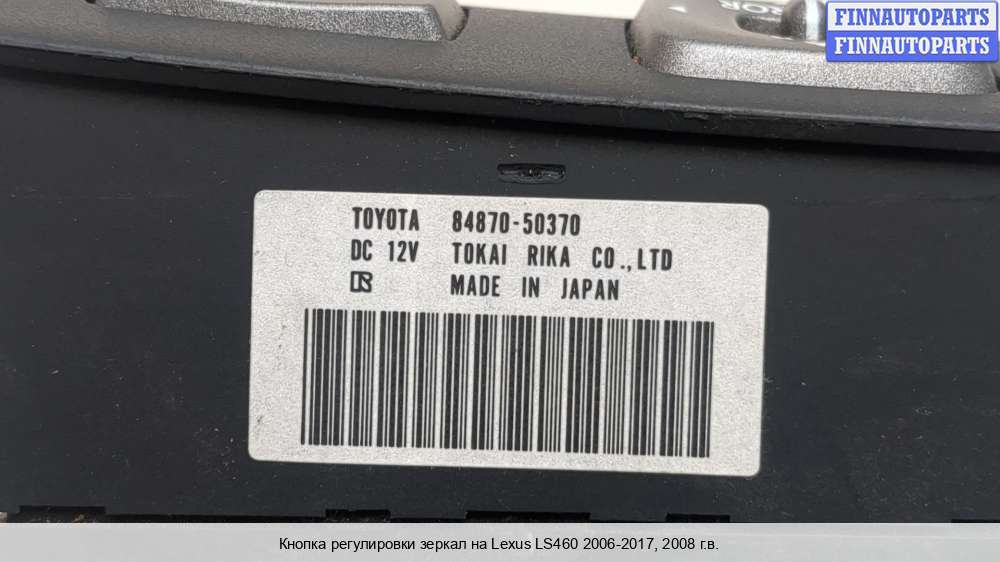 OR
FINNAUTOPARTS
FINNAUTOPARTS
TOYOTA 84870-50370
DC 12V TOKAI RIKA CO.,LTD
MADE IN JAPAN
Кнопка регулировки зеркал на Lexus LS460 2006-2017, 2008 г.в.